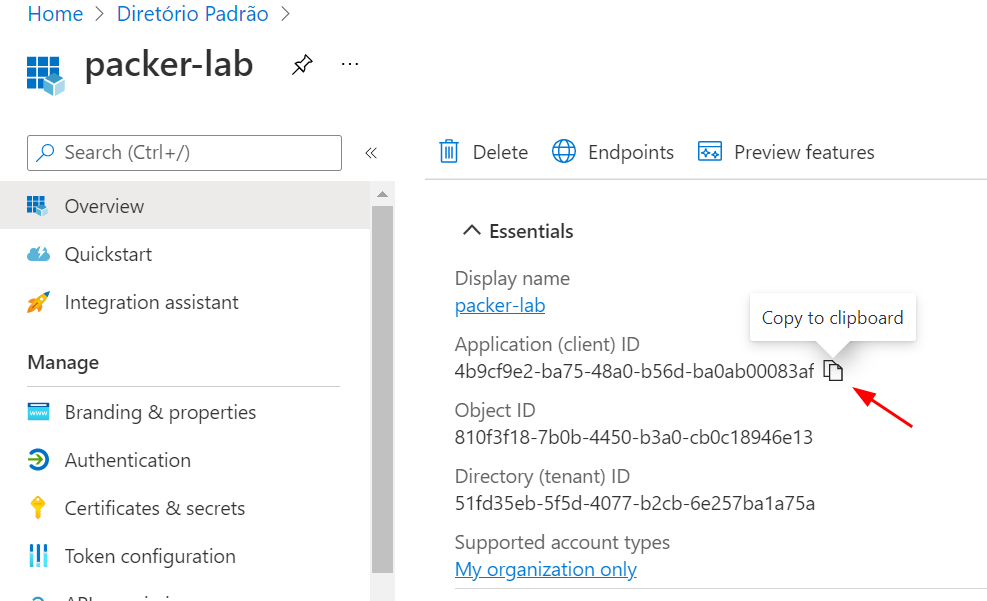 Home > Diretório Padrão >
packer-lab
Search (Ctrl+/)
Overview
Quickstart
Integration assistant
Manage
Branding & properties
Authentication
Certificates & secrets
Token configuration
Delete
Endpoints
Preview features
Essentials
Display name
packer-lab
Copy to clipboard
Application (client) ID
4b9cf9e2-ba75-48a0-b56d-ba0ab00083af
Object ID
810f3f18-7b0b-4450-b3a0-cb0c18946e13
Directory (tenant) ID
51fd35eb-5f5d-4077-b2cb-6e257ba1a75a
Supported account types
My organization only